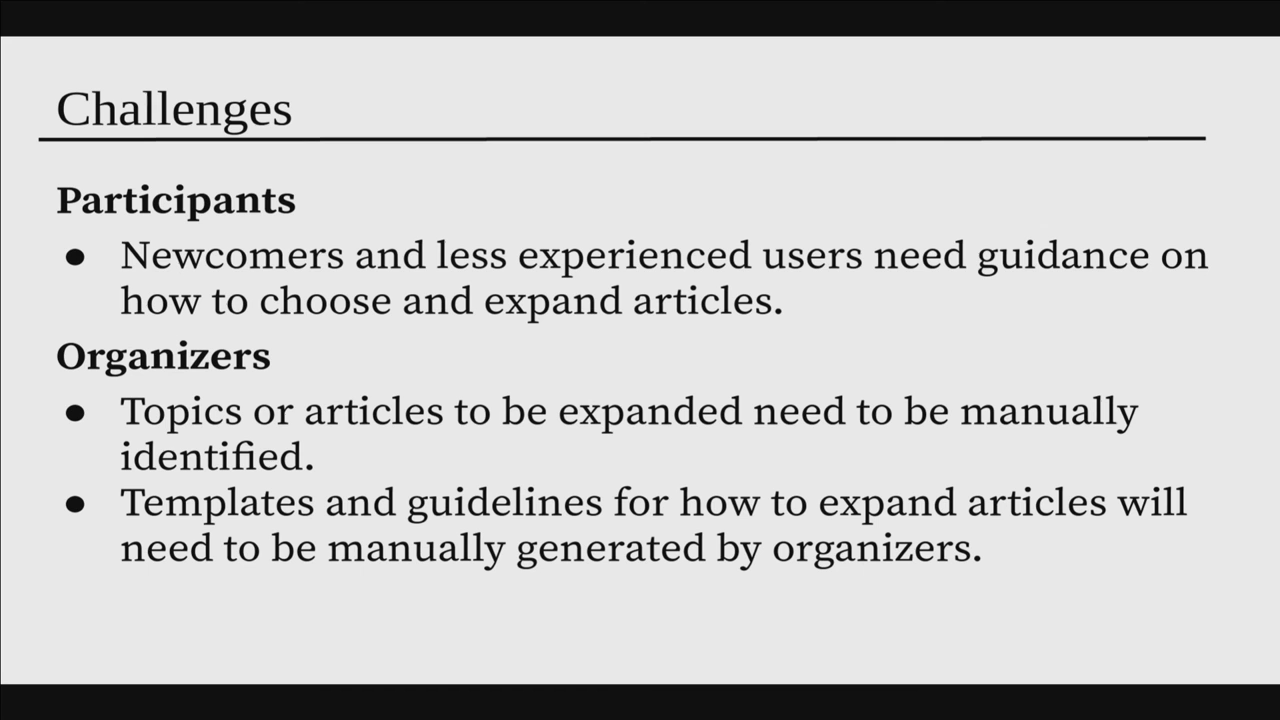 Challenges
Participants
● Newcomers and less experienced users need guidance on
how to choose and expand articles.
Organizers
● Topics or articles to be expanded need to be manually
identified.
● Templates and guidelines for how to expand articles will
need to be manually generated by organizers.